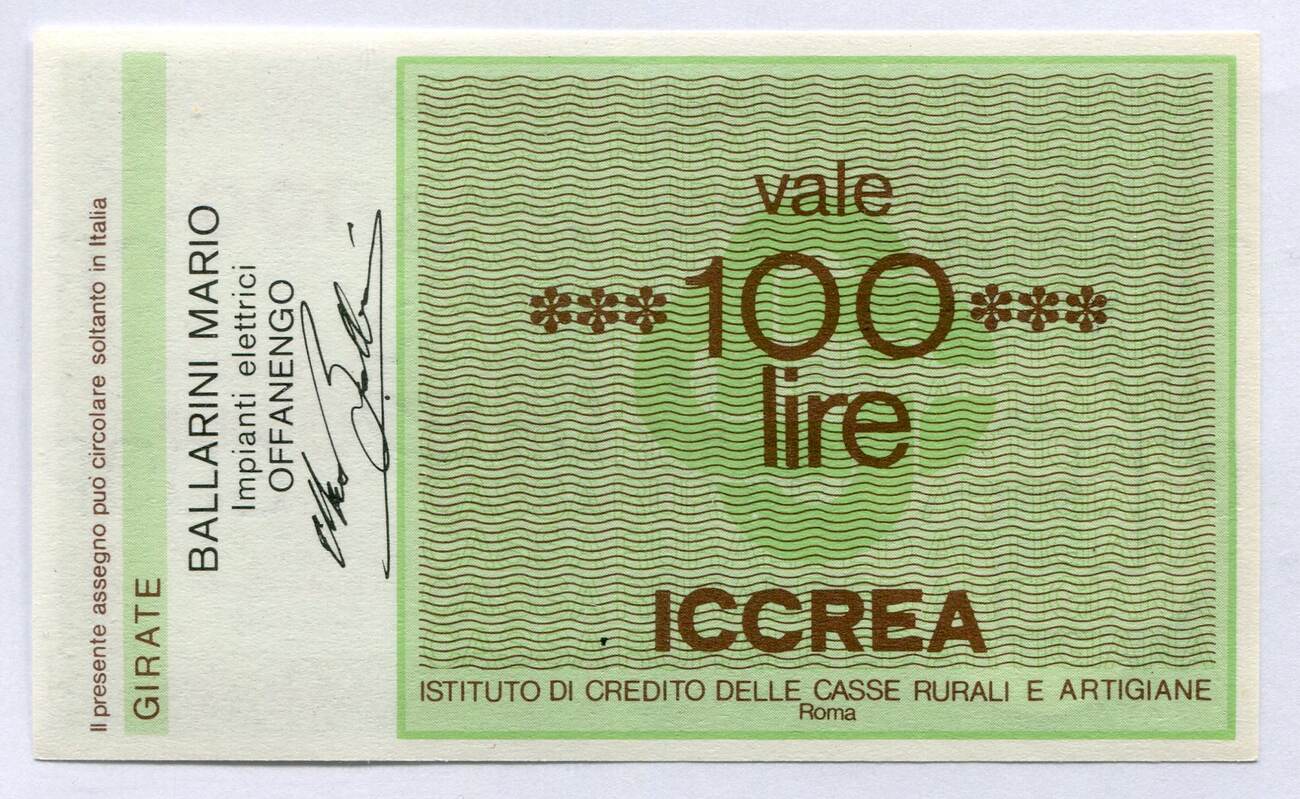 Il presente assegno puo' circolare soltanto in Italia
GIRATE
BALLARINI MARIO
Impianti elettrici
OFFANENGO
vale
***100***
lire
ICCREA
ISTITUTO DI CREDITO DELLE CASSE RURALI E ARTIGIANE
Roma